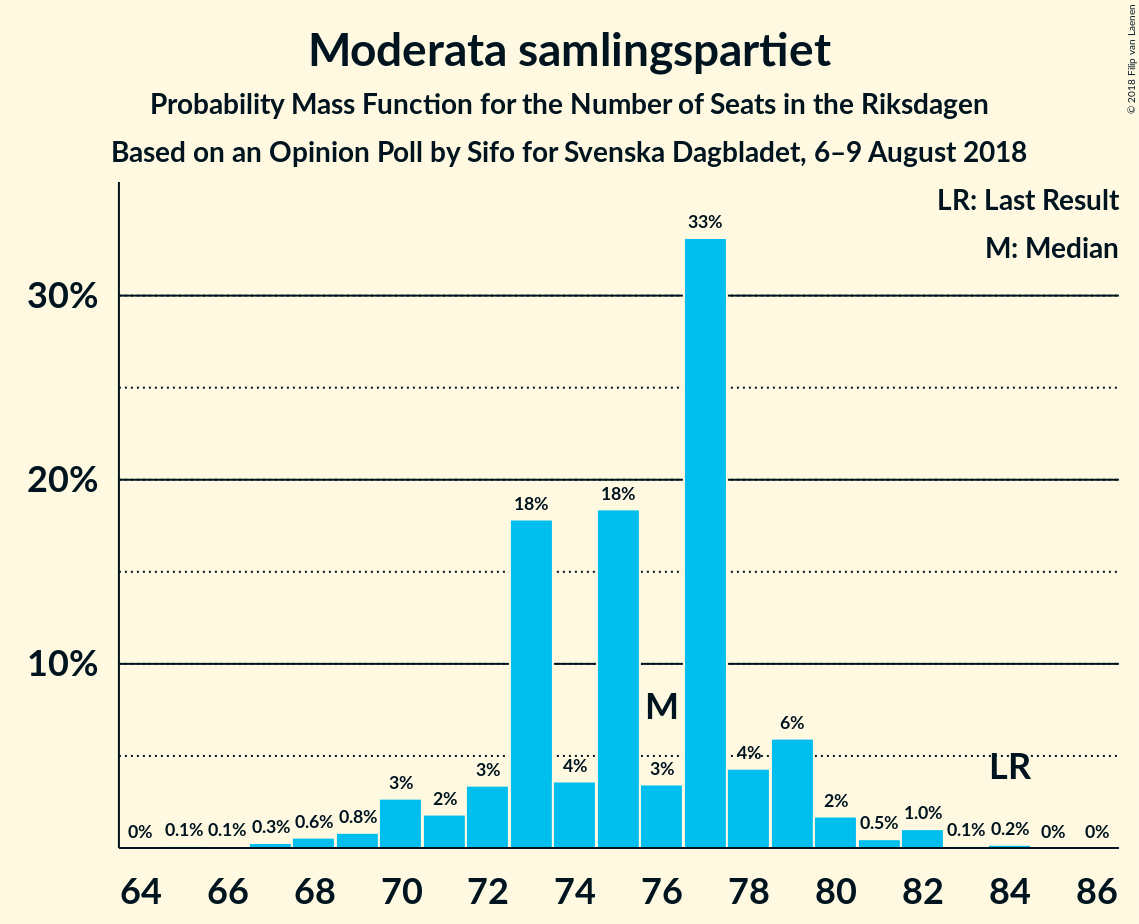 Moderata samlingspartiet
Probability Mass Function for the Number of Seats in the Riksdagen
Based on an Opinion Poll by Sifo for Svenska Dagbladet, 6–9 August 2018
© 2018 Filip van Laenen
LR: Last Result
M: Median
30%
20%
10%
0% 0.1% 0.1% 0.3% 0.6% 0.8% 3% 2% 3% 18% 4% 18% 3% 33% 4% 6% 2% 0.5% 1.0% 0.1% 0.2% 0% 0%
M
LR
64 66 68 70 72 74 76 78 80 82 84 86